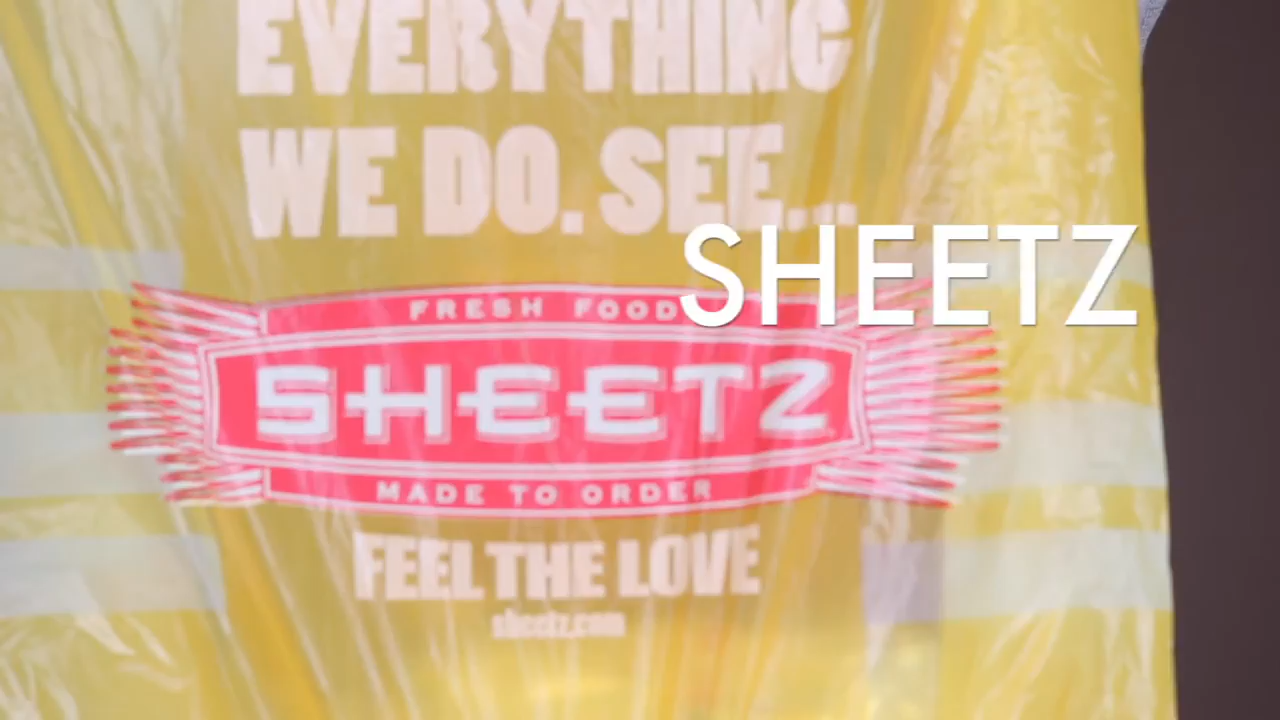 EVERYTHING
WE DO. SEE...
SHEETZ
FRESH FOOD
SHEETZ
MADE TO ORDER
FEEL THE LOVE
sheetz.com